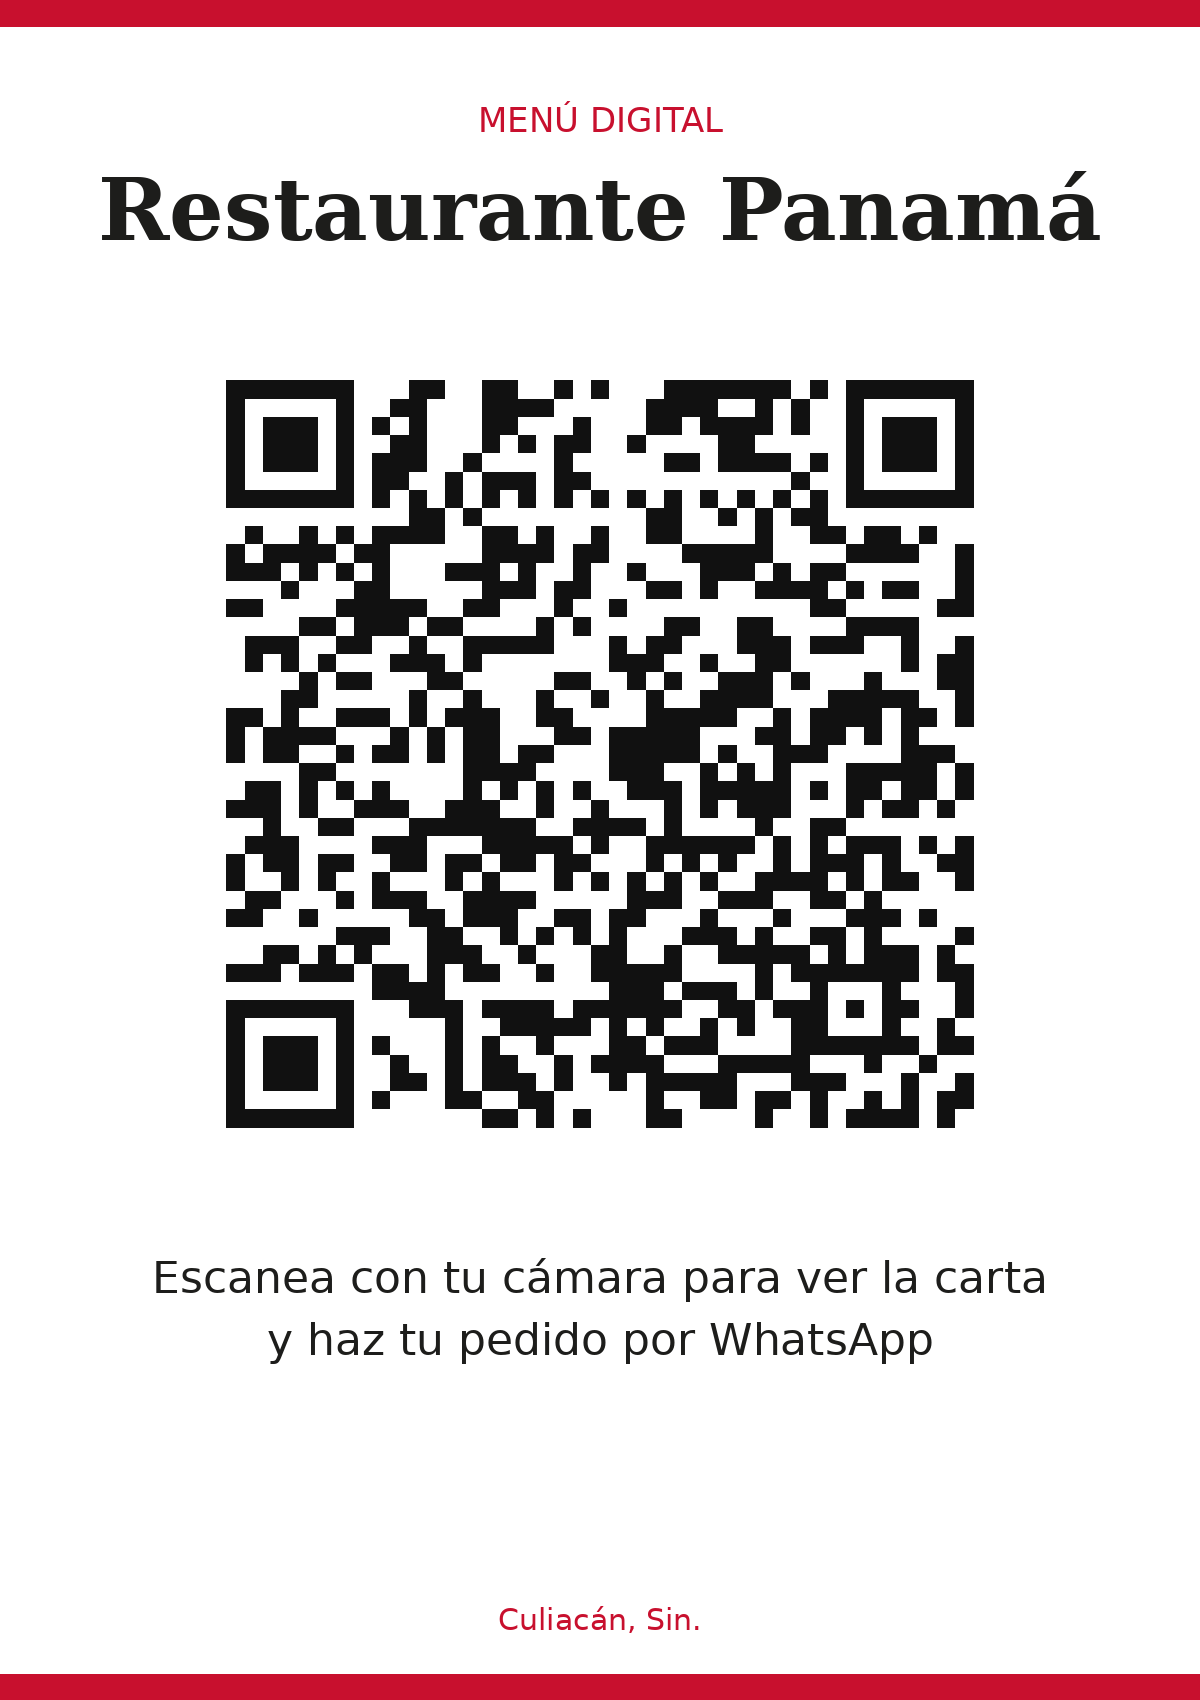 MENÚ DIGITAL
Restaurante Panamá
Escanea con tu cámara para ver la carta
y haz tu pedido por WhatsApp
Culiacán, Sin.